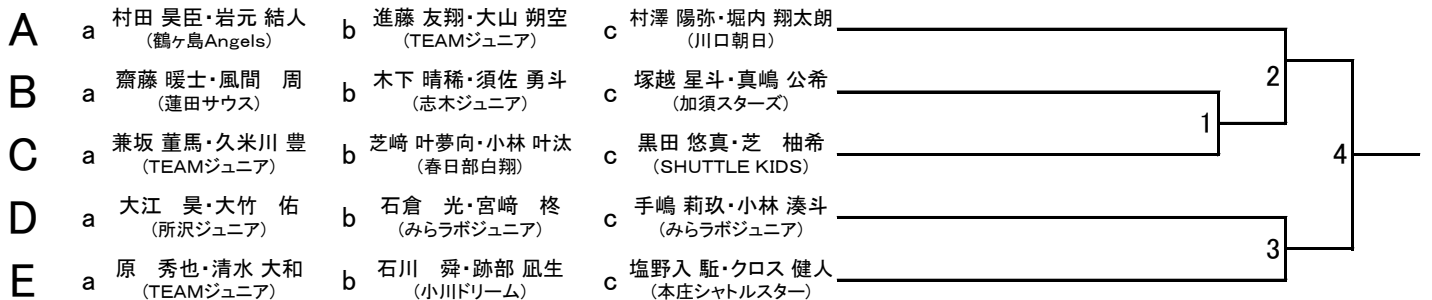 A a 村田 昊臣・岩元 結人 b 進藤 友翔・大山 朔空 c 村澤 陽弥・堀内 翔太朗
(鶴ヶ島Angels) (TEAMジュニア) (川口朝日)
2
B a 齋藤 暖士・風間　周 b 木下 晴稀・須佐 勇斗 c 塚越 星斗・真嶋 公希
(蓮田サウス) (志木ジュニア) (加須スターズ)
1
C a 兼坂 董馬・久米川 豊 b 芝﨑 叶夢向・小林 叶汰 c 黒田 悠真・芝　柚希
(TEAMジュニア) (春日部白翔) (SHUTTLE KIDS)
4
D a 大江　昊・大竹　佑 b 石倉　光・宮﨑　柊 c 手嶋 莉玖・小林 湊斗
(所沢ジュニア) (みらラボジュニア) (みらラボジュニア)
3
E a 原　秀也・清水 大和 b 石川　舜・跡部 凪生 c 塩野入 駈・クロス 健人
(TEAMジュニア) (小川ドリーム) (本庄シャトルスター)